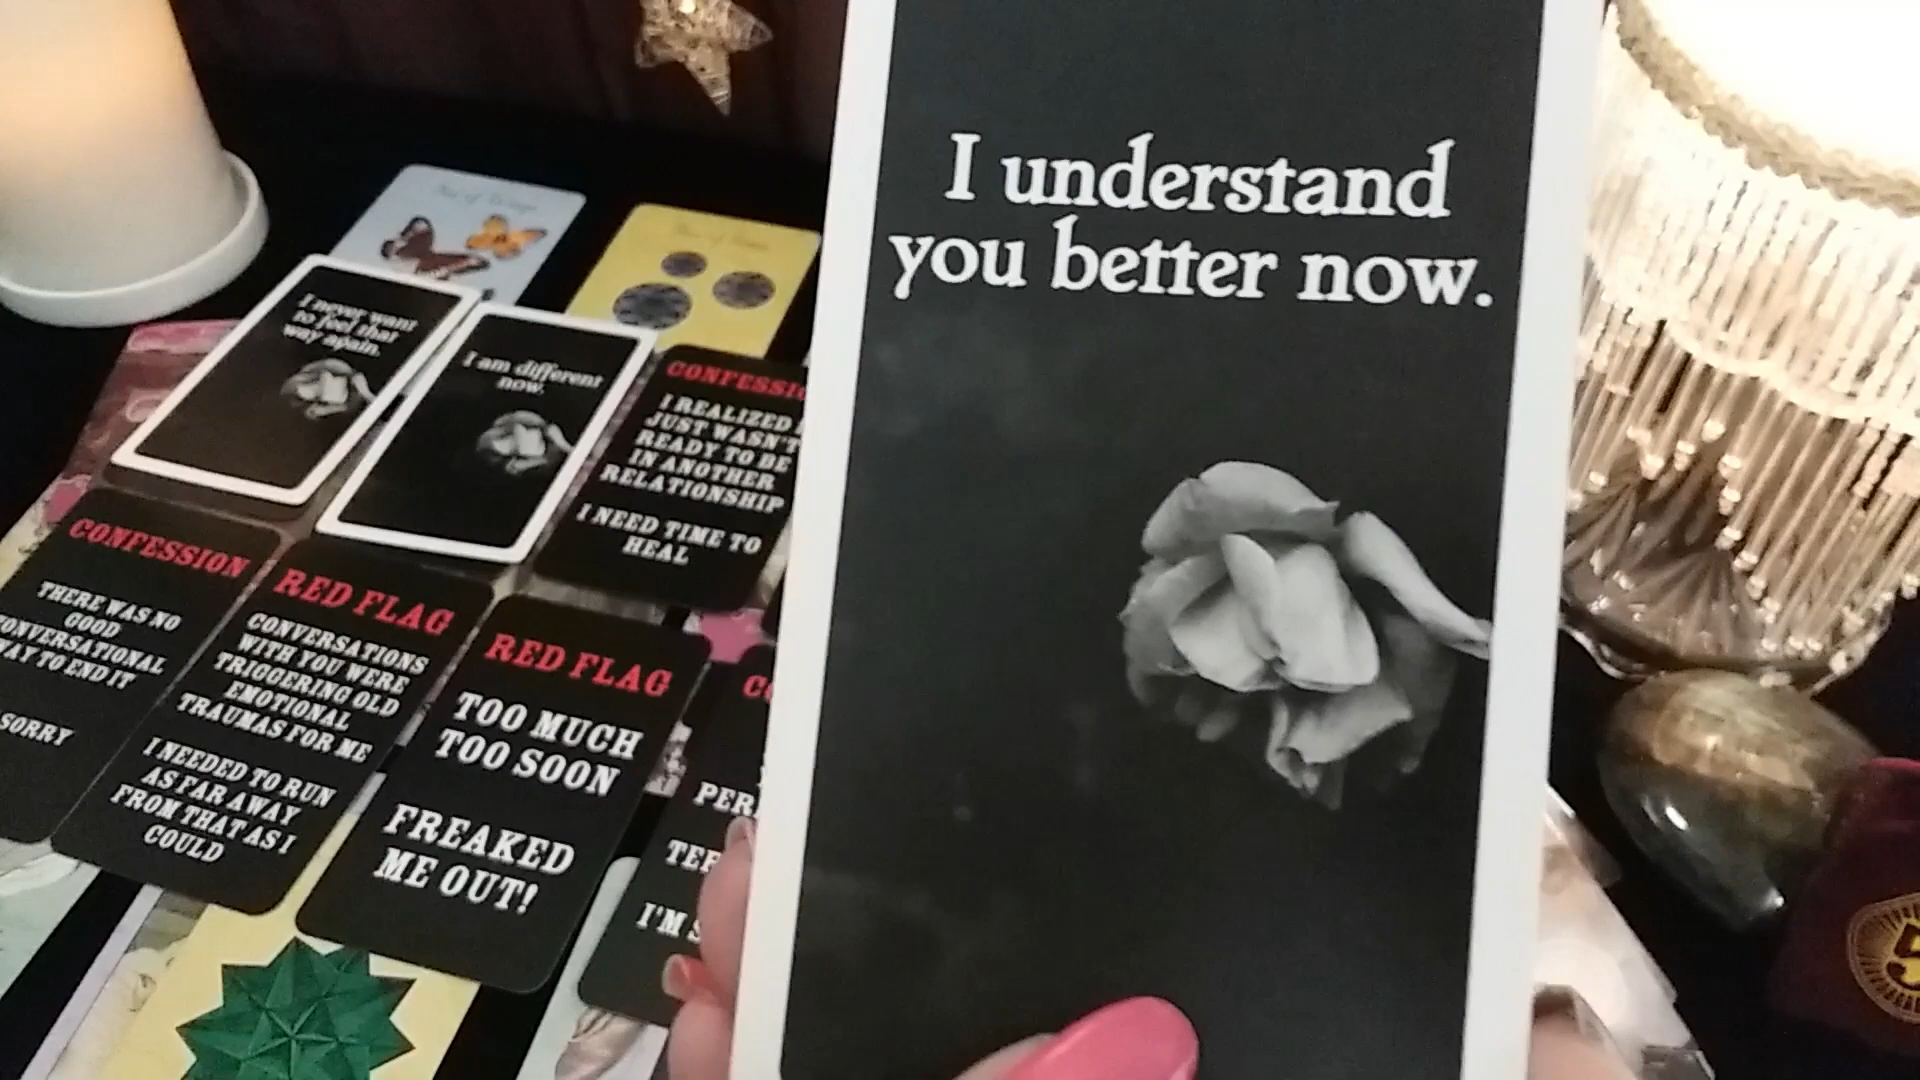 I understand
you better now.
I never want
to feel that
way again.
I am different
now.
I REALIZED
JUST WASN'T
READY TO BE
IN ANOTHER
RELATIONSHIP
I NEED TIME TO
HEAL
CONFESSION
THERE WAS NO
GOOD
WAY TO END IT
SORRY
RED FLAG
CONVERSATIONS
WITH YOU WERE
TRIGGERING OLD
EMOTIONAL
TRAUMAS FOR ME
I NEEDED TO RUN
AS FAR AWAY
FROM THAT AS I
COULD
RED FLAG
TOO MUCH
TOO SOON
FREAKED
ME OUT!
I'M